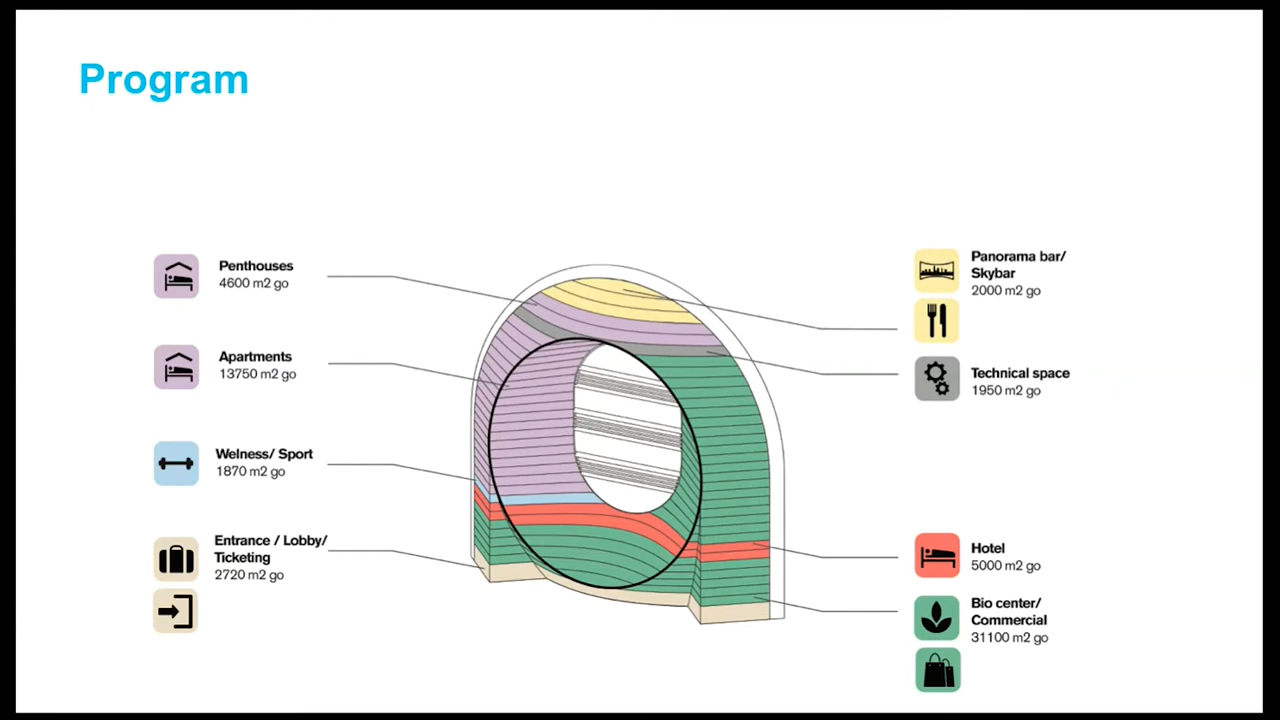 Program
Penthouses
4600 m2 go
Apartments
13750 m2 go
Welness/ Sport
1870 m2 go
Entrance / Lobby/
Ticketing
2720 m2 go
Panorama bar/
Skybar
2000 m2 go
Technical space
1950 m2 go
Hotel
5000 m2 go
Bio center/
Commercial
31100 m2 go